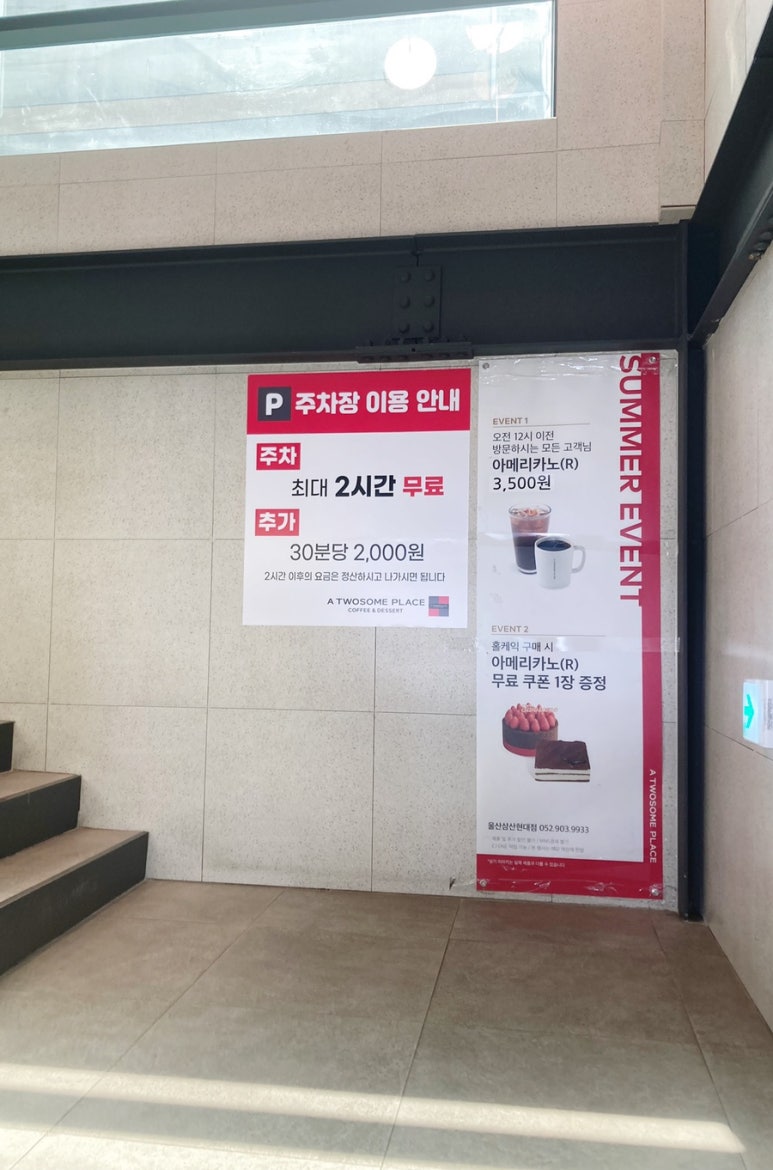 P 주차장 이용 안내
주차
최대 2시간 무료
추가
30분당 2,000원
2시간 이후의 요금은 정산하시고 나가시면 됩니다
A TWOSOME PLACE
COFFEE & DESSERT
SUMMER EVENT
EVENT 1
오전 12시 이전
방문하시는 모든 고객님
아메리카노(R)
3,500원
EVENT 2
홀케익 구매 시
아메리카노(R)
무료 쿠폰 1장 증정
울산삼산현대점 052.903.9933
A TWOSOME PLACE